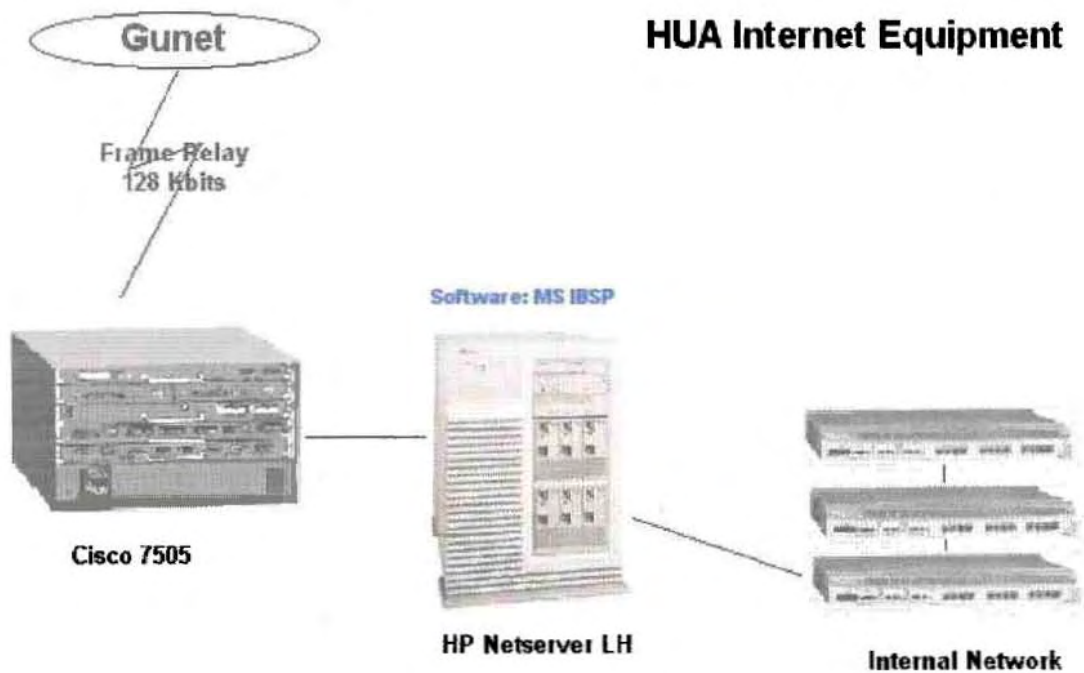 Gunet
HUA Internet Equipment
Frame Relay
128 Kbits
Software: MS IBSP
Cisco 7505
HP Netserver LH
Internal Network